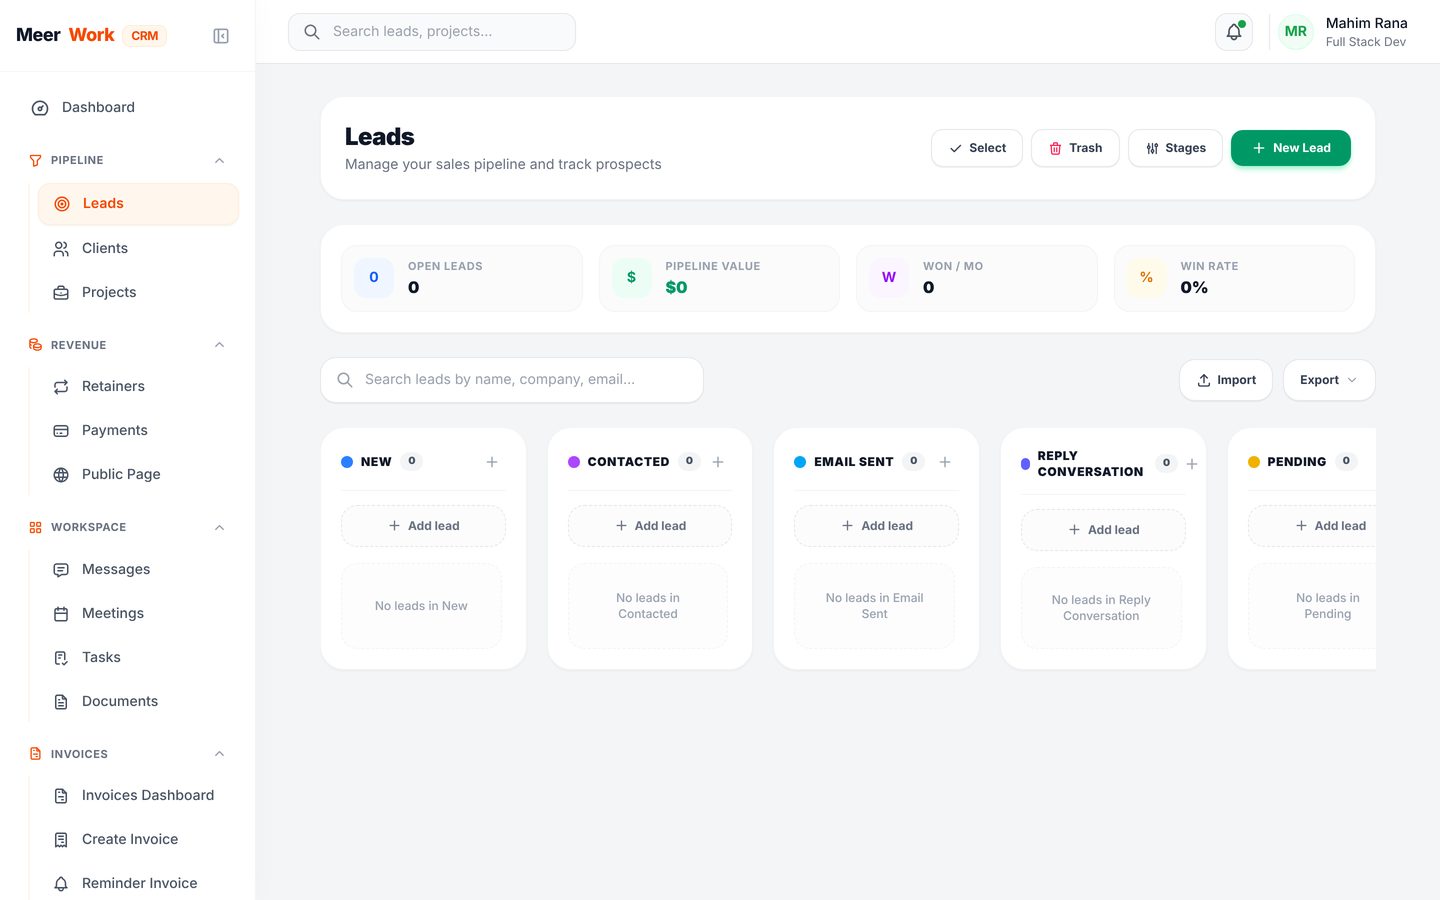 Meer Work CRM
Search leads, projects...
MR
Mahim Rana
Full Stack Dev
Dashboard
PIPELINE
Leads
Clients
Projects
REVENUE
Retainers
Payments
Public Page
WORKSPACE
Messages
Meetings
Tasks
Documents
INVOICES
Invoices Dashboard
Create Invoice
Reminder Invoice
Leads
Manage your sales pipeline and track prospects
Select
Trash
Stages
New Lead
0
OPEN LEADS
0
$
PIPELINE VALUE
$0
W
WON / MO
0
%
WIN RATE
0%
Search leads by name, company, email...
Import
Export
NEW 0
Add lead
No leads in New
CONTACTED 0
Add lead
No leads in
Contacted
EMAIL SENT 0
Add lead
No leads in Email
Sent
REPLY
CONVERSATION 0
Add lead
No leads in Reply
Conversation
PENDING 0
Add lead
No leads in
Pending